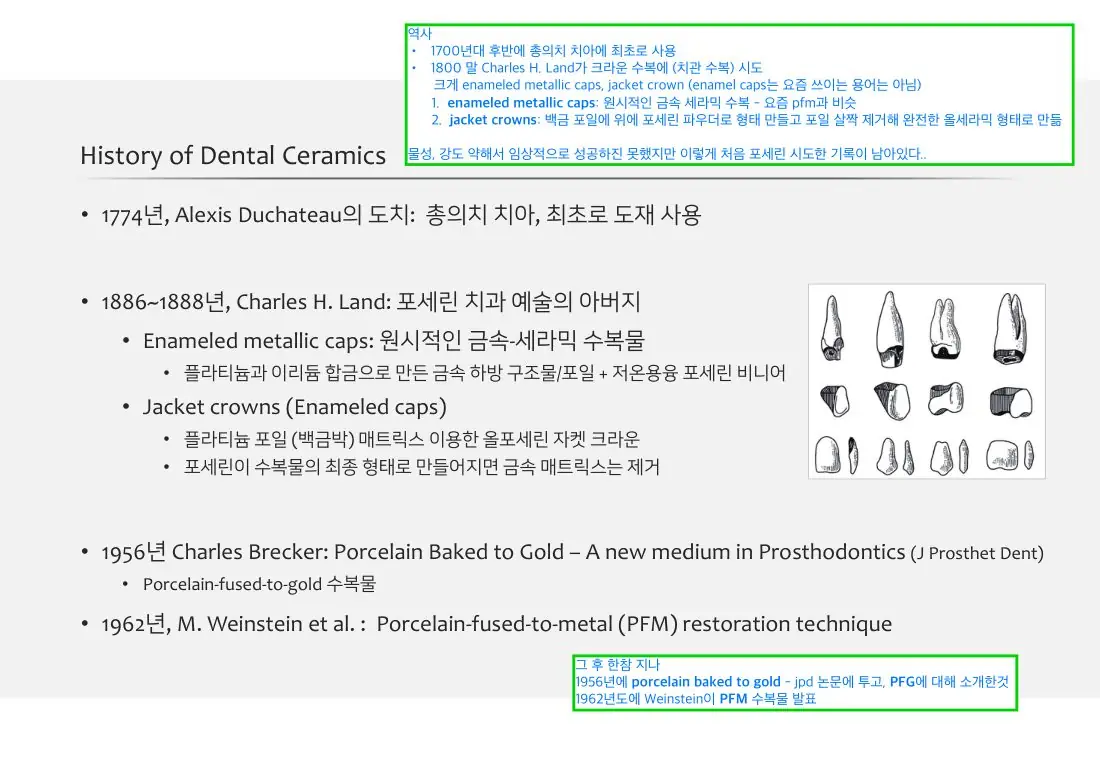 역사
• 1700년대 후반에 총의치 치아에 최초로 사용
• 1800 말 Charles H. Land가 크라운 수복에 (치관 수복) 시도
크게 enameled metallic caps, jacket crown (enamel caps는 요즘 쓰이는 용어는 아님)
1. enameled metallic caps: 원시적인 금속 세라믹 수복 - 요즘 pfm과 비슷
2. jacket crowns: 백금 포일에 위에 포세린 파우더로 형태 만들고 포일 살짝 제거해 완전한 올세라믹 형태로 만듦
물성, 강도 약해서 임상적으로 성공하진 못했지만 이렇게 처음 포세린 시도한 기록이 남아있다..
History of Dental Ceramics
• 1774년, Alexis Duchateau의 도치: 총의치 치아, 최초로 도재 사용
• 1886~1888년, Charles H. Land: 포세린 치과 예술의 아버지
• Enameled metallic caps: 원시적인 금속-세라믹 수복물
• 플라티늄과 이리듐 합금으로 만든 금속 하방 구조물/포일 + 저온용융 포세린 비니어
• Jacket crowns (Enameled caps)
• 플라티늄 포일 (백금박) 매트릭스 이용한 올포세린 자켓 크라운
• 포세린이 수복물의 최종 형태로 만들어지면 금속 매트릭스는 제거
• 1956년 Charles Brecker: Porcelain Baked to Gold – A new medium in Prosthodontics (J Prosthet Dent)
• Porcelain-fused-to-gold 수복물
• 1962년, M. Weinstein et al. : Porcelain-fused-to-metal (PFM) restoration technique
그 후 한참 지나
1956년에 porcelain baked to gold - jpd 논문에 투고, PFG에 대해 소개한것
1962년도에 Weinstein이 PFM 수복물 발표